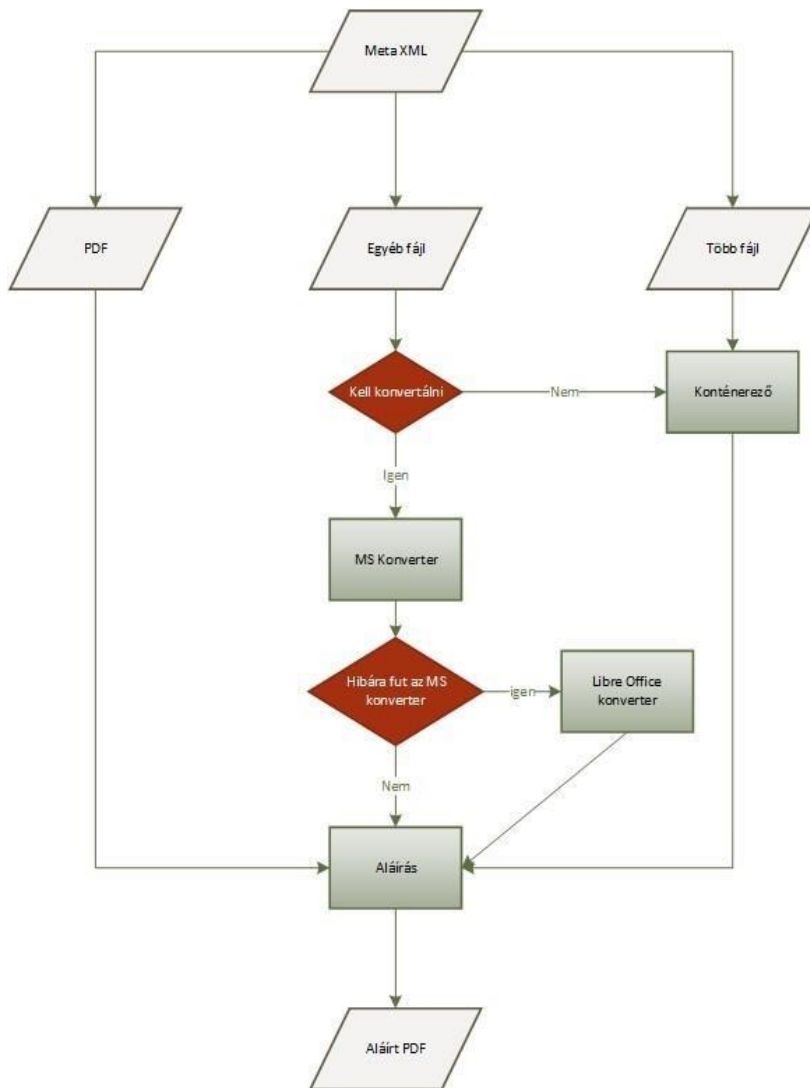 Meta XML
PDF
Egyéb fájl
Több fájl
Kell konvertálni
Nem
Konténerező
Igen
MS Konverter
Hibára fut az MS
konverter
igen
Libre Office
konverter
Nem
Aláírás
Aláírt PDF